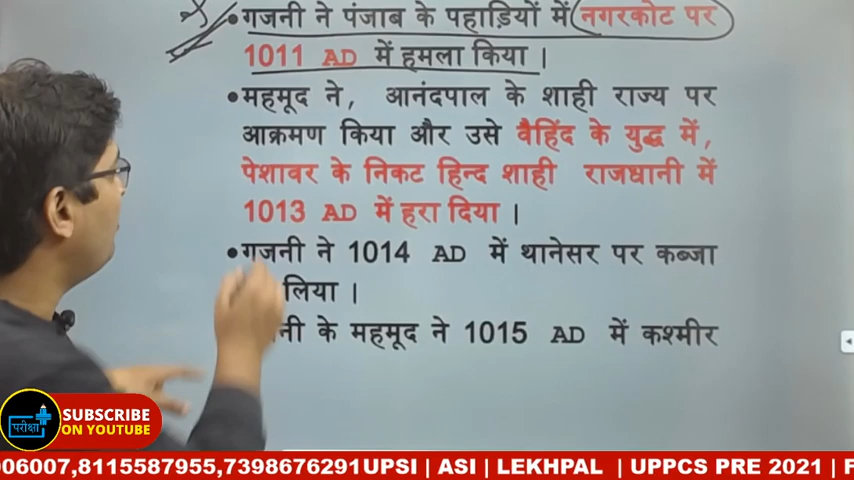 •गजनी ने पंजाब के पहाड़ियों में नगरकोट पर
1011 AD में हमला किया ।
•महमूद ने, आनंदपाल के शाही राज्य पर
आक्रमण किया और उसे वैहिंद के युद्ध में,
पेशावर के निकट हिन्द शाही राजधानी में
1013 AD में हरा दिया ।
•गजनी ने 1014 AD में थानेसर पर कब्जा
लिया ।
नी के महमूद ने 1015 AD में कश्मीर
परीक्षा
SUBSCRIBE
ON YOUTUBE
06007,8115587955,7398676291UPSI | ASI | LEKHPAL | UPPCS PRE 2021 | F